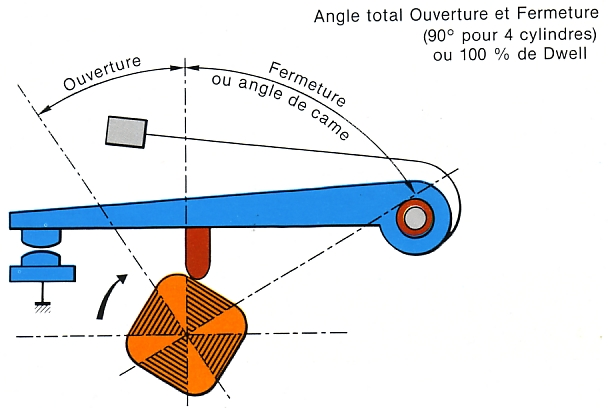 Angle total Ouverture et Fermeture
(90° pour 4 cylindres)
ou 100 % de Dwell
Ouverture
Fermeture
ou angle de came